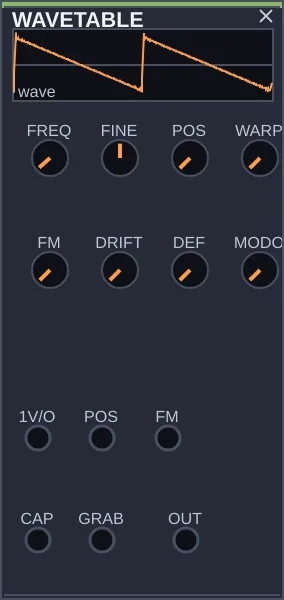 WAVETABLE
wave
FREQ FINE POS WARP
FM DRIFT DEF MODO
1V/O POS FM
CAP GRAB OUT